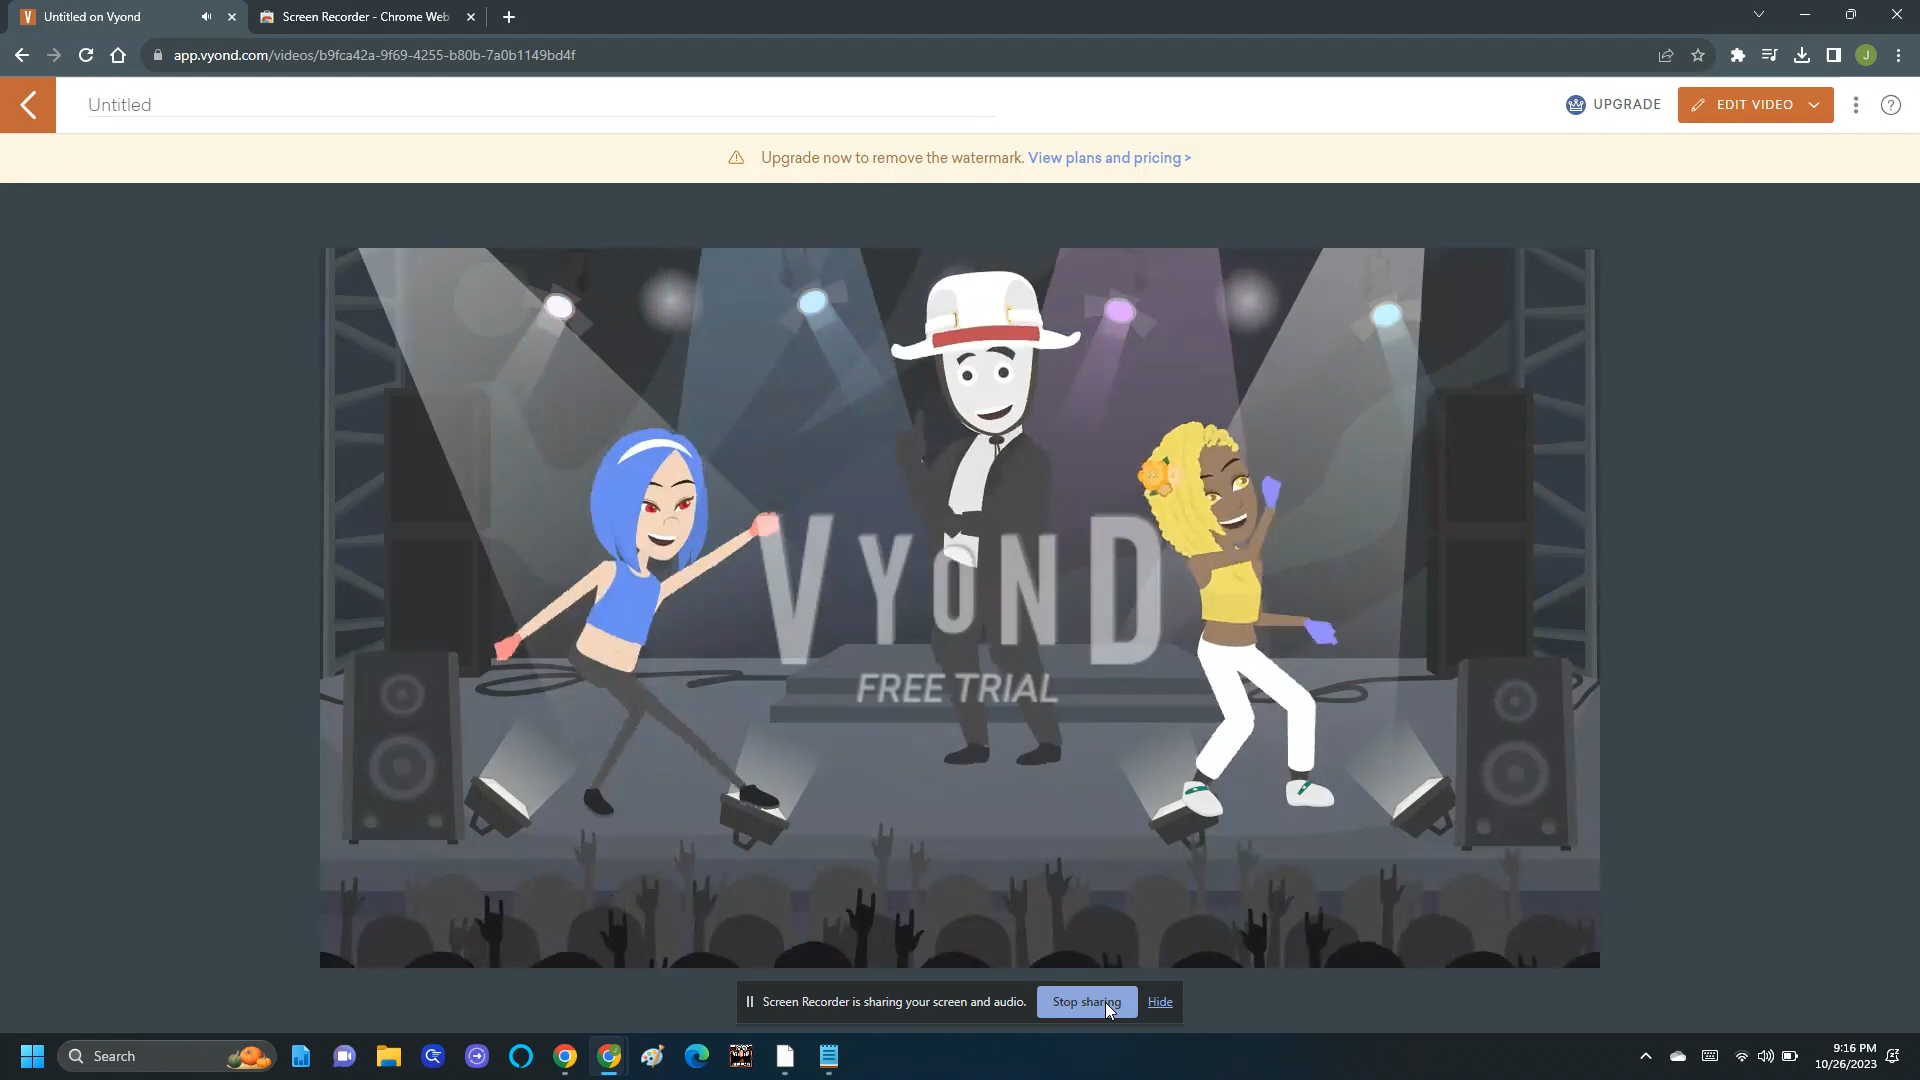 Untitled on Vyond
Screen Recorder - Chrome Web
app.vyond.com/videos/b9fca42a-9f69-4255-b80b-7a0b1149bd4f
J
Untitled
UPGRADE
EDIT VIDEO
Upgrade now to remove the watermark. View plans and pricing >
VYOND
FREE TRIAL
Screen Recorder is sharing your screen and audio.
Stop sharing
Hide
Search
9:16 PM
10/26/2023